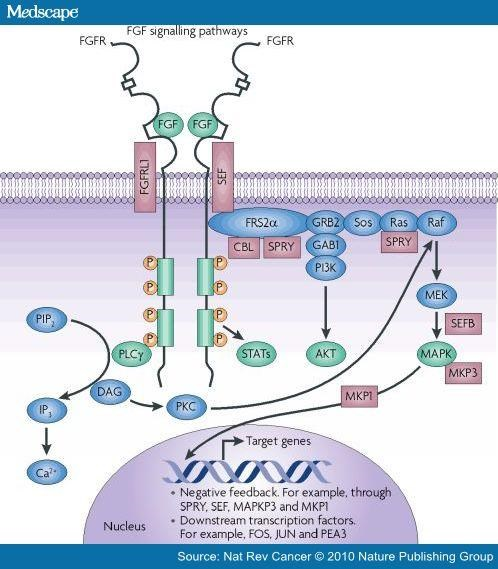 Medscape
FGF signalling pathways
FGFR
FGFR
FGF
FGF
FGFRL1
SEF
FRS2α
GRB2
Sos
Ras
Raf
CBL
SPRY
GAB1
SPRY
PI3K
P
P
P
P
MEK
PIP2
P
P
P
P
SEFB
PLCγ
STATs
AKT
MAPK
MKP3
DAG
MKP1
IP3
PKC
Target genes
Ca2+
• Negative feedback. For example, through
SPRY, SEF, MAPKP3 and MKP1
• Downstream transcription factors.
For example, FOS, JUN and PEA3
Nucleus
Source: Nat Rev Cancer © 2010 Nature Publishing Group